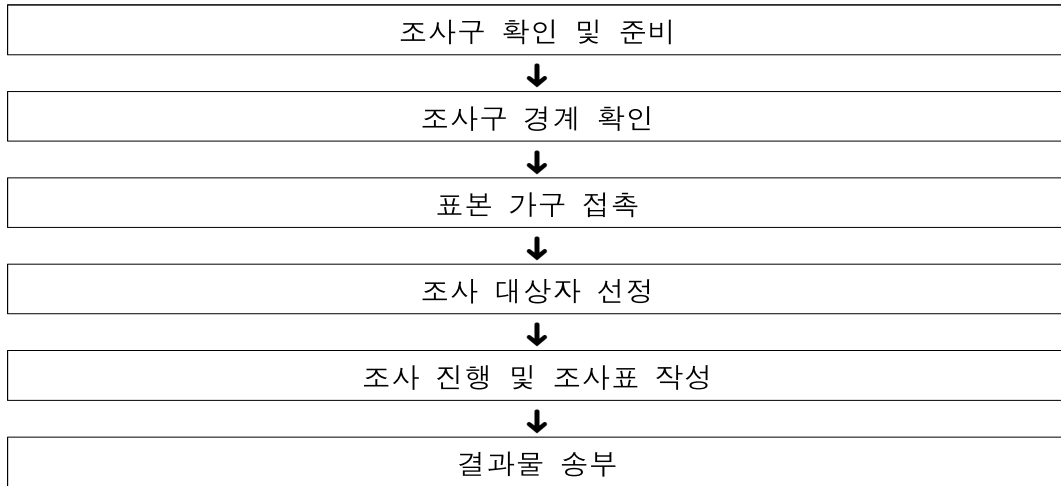 조사구 확인 및 준비
조사구 경계 확인
표본 가구 접촉
조사 대상자 선정
조사 진행 및 조사표 작성
결과물 송부